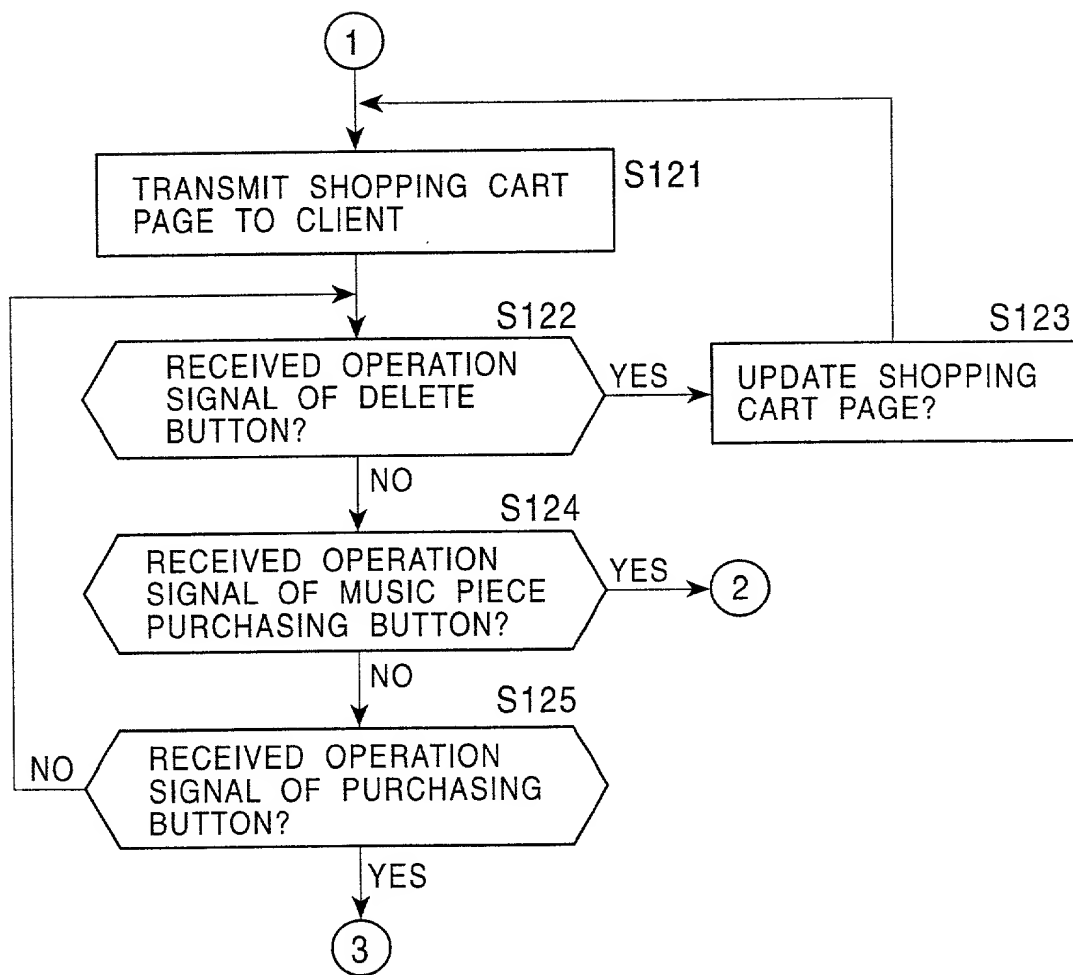 1
TRANSMIT SHOPPING CART
PAGE TO CLIENT
S121
S122
RECEIVED OPERATION
SIGNAL OF DELETE
BUTTON?
YES
S123
UPDATE SHOPPING
CART PAGE?
NO
S124
RECEIVED OPERATION
SIGNAL OF MUSIC PIECE
PURCHASING BUTTON?
YES
2
NO
S125
RECEIVED OPERATION
SIGNAL OF PURCHASING
BUTTON?
NO
YES
3